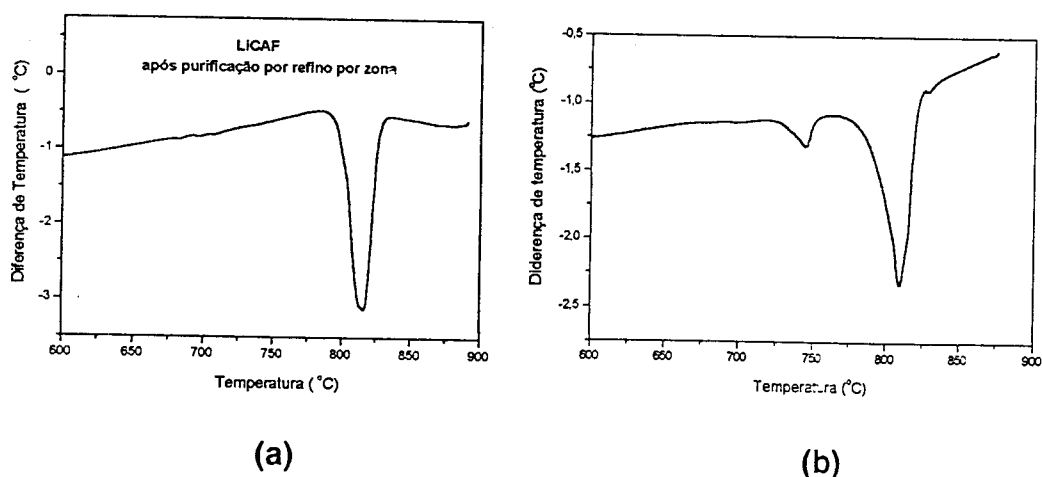 LiCAF
após purificação por refino por zona
Diferença de Temperatura ( °C)
0
-1
-2
-3
600
650
700
750
800
850
900
Temperatura ( °C)
(a)
-0,5
-1,0
-1,5
-2,0
-2,5
Diderença de temperatura (°C)
600
650
700
750
800
850
900
Temperatura (°C)
(b)